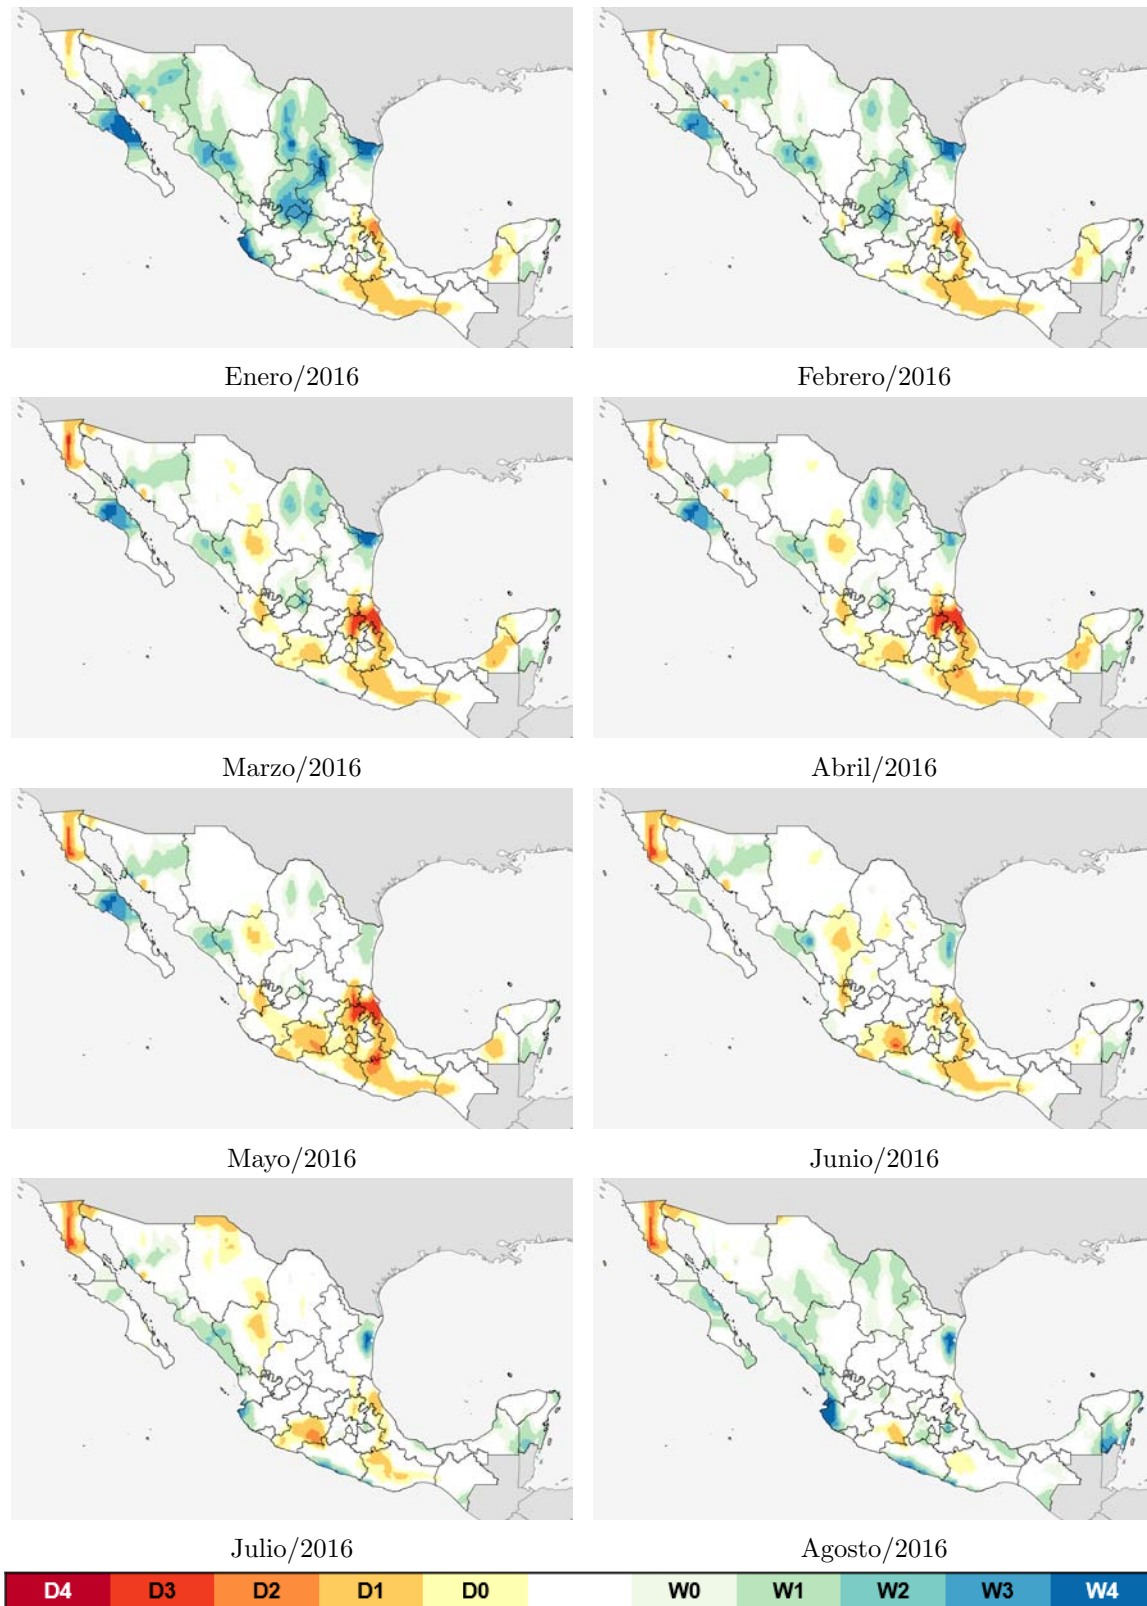 Enero/2016
Febrero/2016
Marzo/2016
Abril/2016
Mayo/2016
Junio/2016
Julio/2016
Agosto/2016
D4 D3 D2 D1 D0 W0 W1 W2 W3 W4